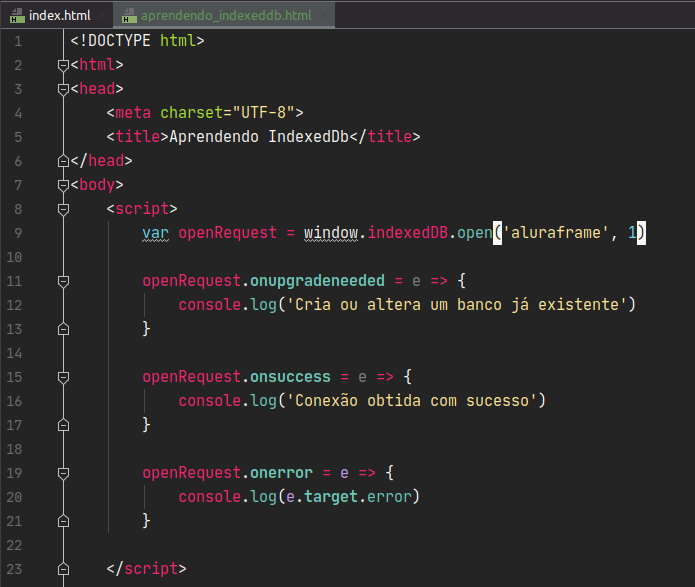 index.html aprendendo_indexeddb.html
1 <!DOCTYPE html>
2 <html>
3 <head>
4 <meta charset="UTF-8">
5 <title>Aprendendo IndexedDb</title>
6 </head>
7 <body>
8 <script>
9 var openRequest = window.indexedDB.open('aluraframe', 1)
10
11 openRequest.onupgradeneeded = e => {
12 console.log('Cria ou altera um banco já existente')
13 }
14
15 openRequest.onsuccess = e => {
16 console.log('Conexão obtida com sucesso')
17 }
18
19 openRequest.onerror = e => {
20 console.log(e.target.error)
21 }
22
23 </script>